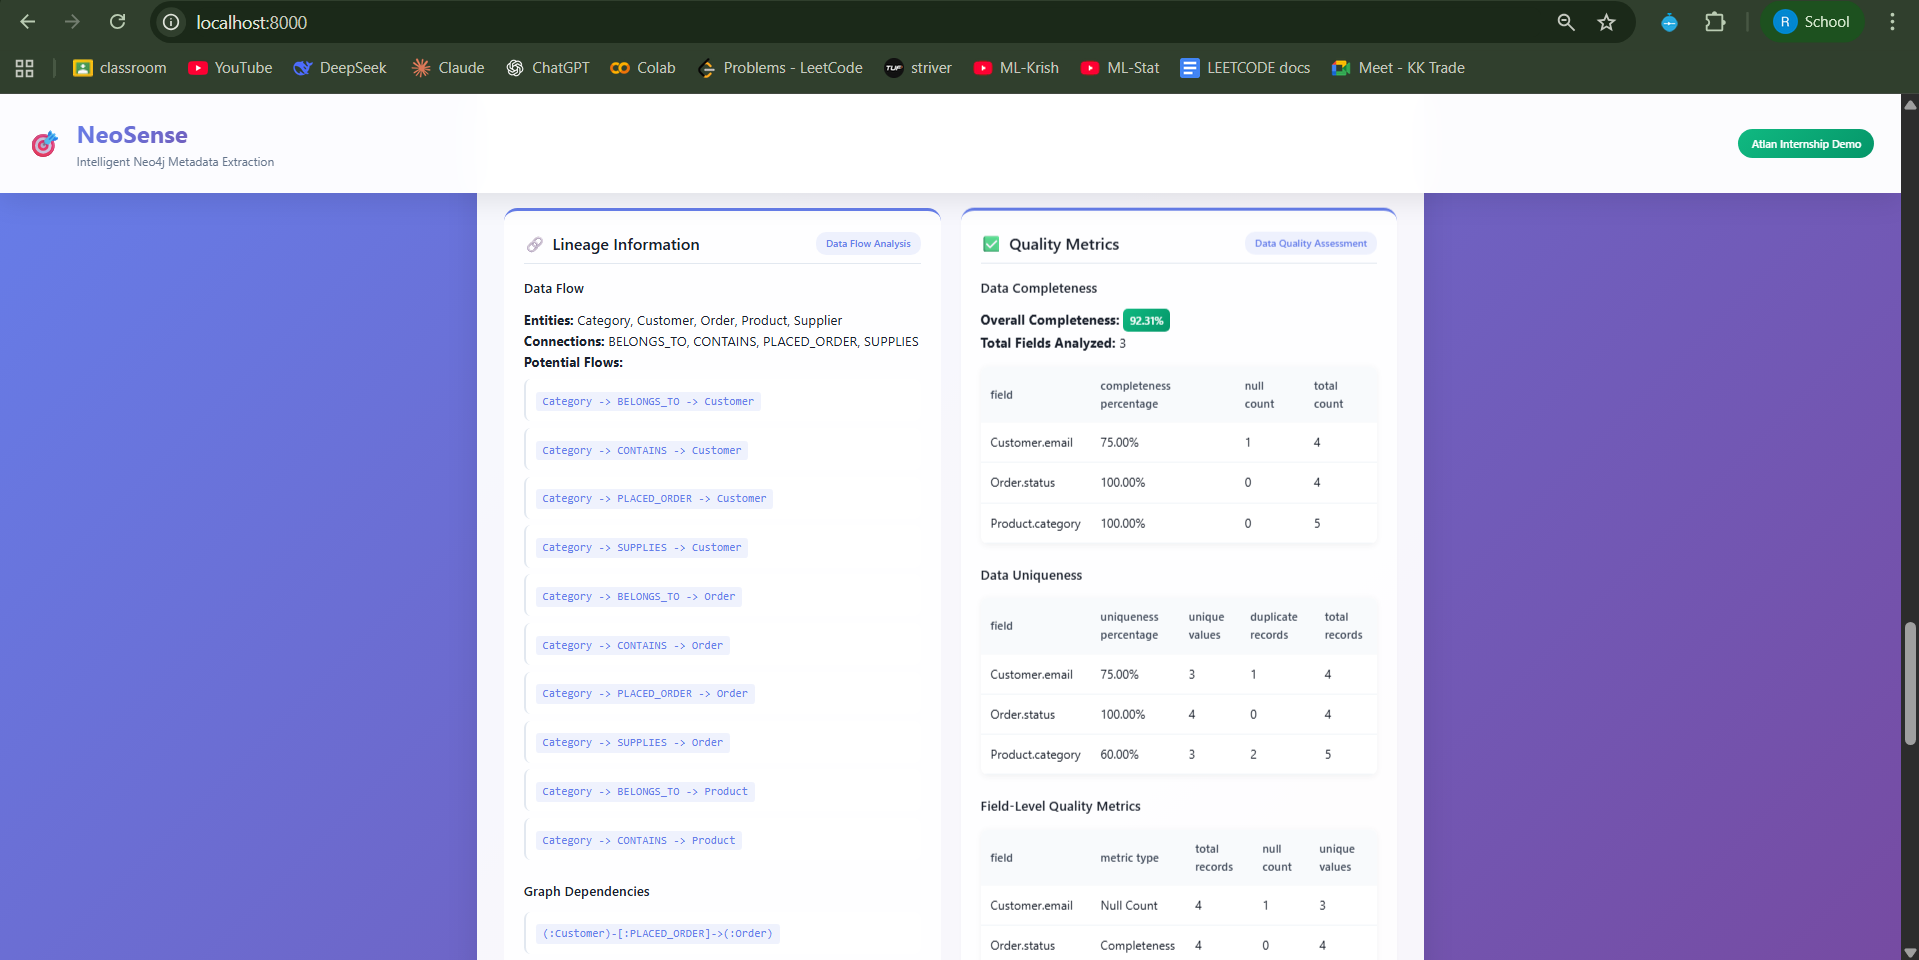 localhost:8000
R School
classroom
YouTube
DeepSeek
Claude
ChatGPT
Colab
Problems - LeetCode
TUF striver
ML-Krish
ML-Stat
LEETCODE docs
Meet - KK Trade
NeoSense
Intelligent Neo4j Metadata Extraction
Atlan Internship Demo
Lineage Information
Data Flow Analysis
Data Flow
Entities: Category, Customer, Order, Product, Supplier
Connections: BELONGS_TO, CONTAINS, PLACED_ORDER, SUPPLIES
Potential Flows:
Category -> BELONGS_TO -> Customer
Category -> CONTAINS -> Customer
Category -> PLACED_ORDER -> Customer
Category -> SUPPLIES -> Customer
Category -> BELONGS_TO -> Order
Category -> CONTAINS -> Order
Category -> PLACED_ORDER -> Order
Category -> SUPPLIES -> Order
Category -> BELONGS_TO -> Product
Category -> CONTAINS -> Product
Graph Dependencies
(:Customer)-[:PLACED_ORDER]->(:Order)
Quality Metrics
Data Quality Assessment
Data Completeness
Overall Completeness: 92.31%
Total Fields Analyzed: 3
field completeness percentage null count total count
Customer.email 75.00% 1 4
Order.status 100.00% 0 4
Product.category 100.00% 0 5
Data Uniqueness
field uniqueness percentage unique values duplicate records total records
Customer.email 75.00% 3 1 4
Order.status 100.00% 4 0 4
Product.category 60.00% 3 2 5
Field-Level Quality Metrics
field metric type total records null count unique values
Customer.email Null Count 4 1 3
Order.status Completeness 4 0 4